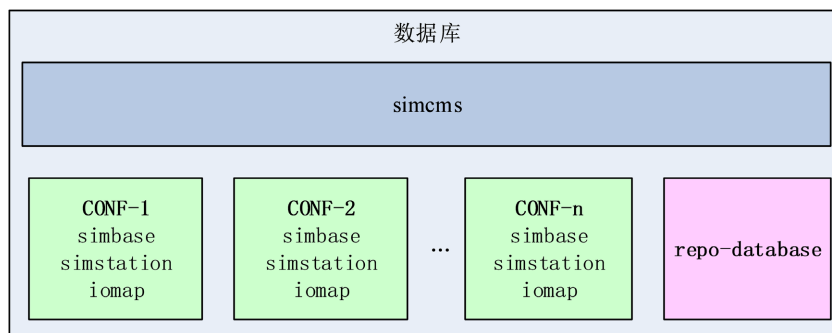 数据库
simcms
CONF-1
simbase
simstation
iomap
CONF-2
simbase
simstation
iomap
...
CONF-n
simbase
simstation
iomap
repo-database